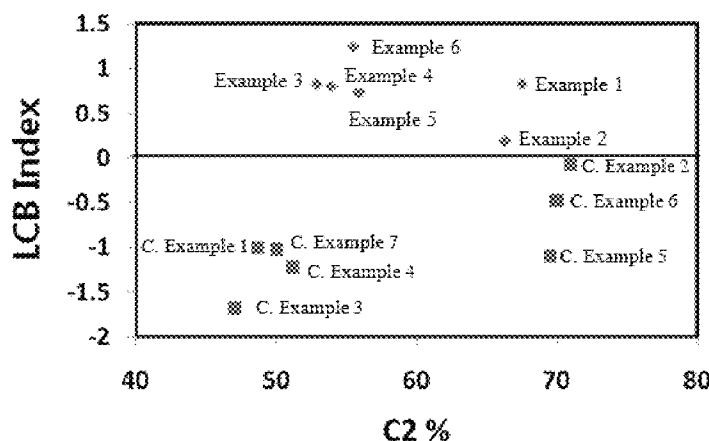 1.5
Example 6
Example 3
Example 4
Example 1
1
0.5
Example 5
Example 2
0
C. Example 2
-0.5
C. Example 6
-1
C. Example 1
C. Example 7
C. Example 5
C. Example 4
-1.5
C. Example 3
-2
40
50
60
70
80
LCB Index
C2 %